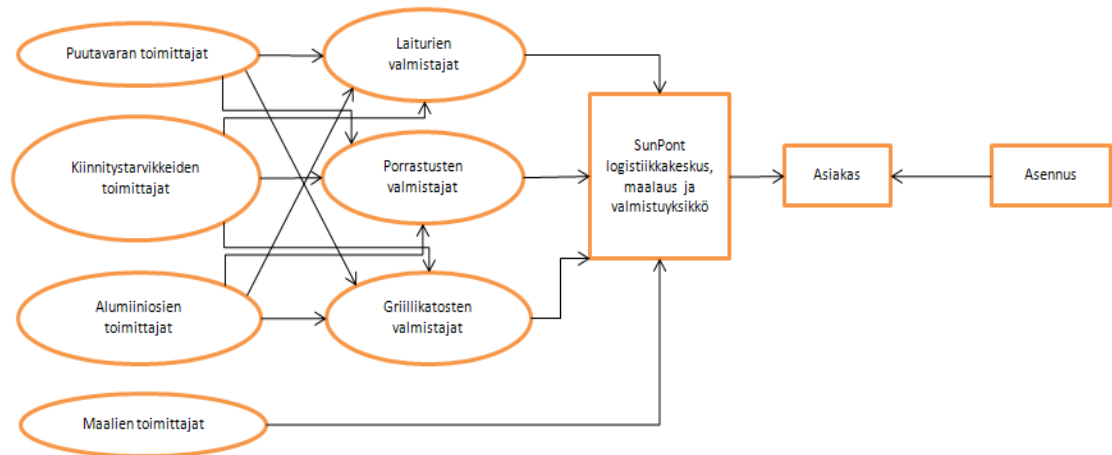 Puutavaran toimittajat
Laiturien
valmistajat
Kiinnitystarvikkeiden
toimittajat
Porrastusten
valmistajat
SunPont
logistiikkakeskus,
maalaus ja
valmistuyksikkö
Asiakas
Asennus
Alumiiniosien
toimittajat
Griillikatosten
valmistajat
Maalien toimittajat